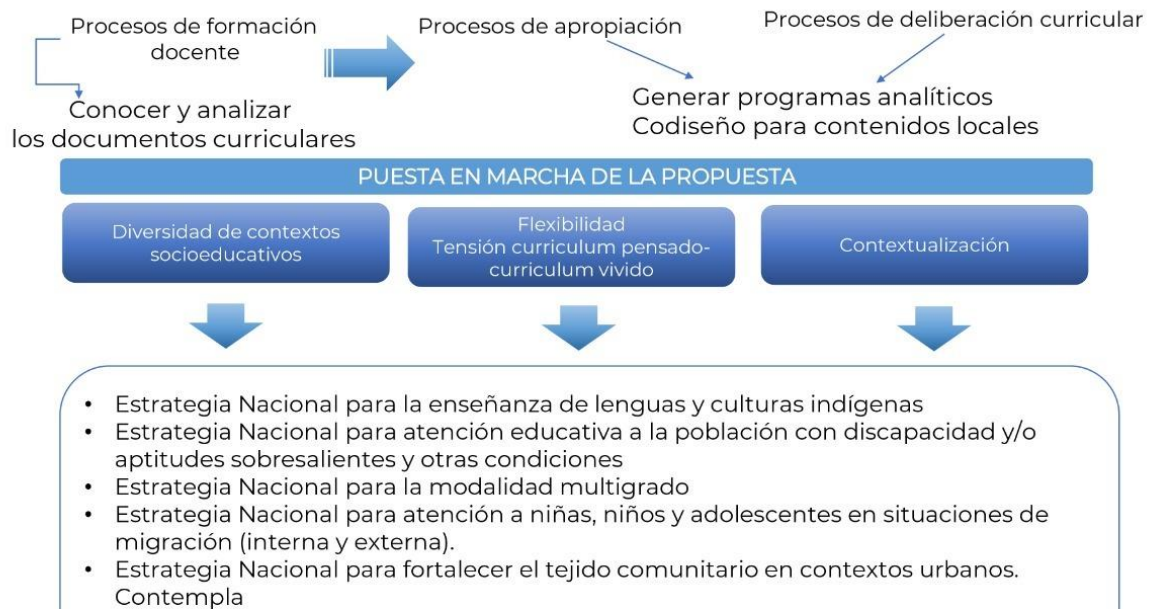 Procesos de formación
docente
Procesos de apropiación
Procesos de deliberación curricular
Conocer y analizar
los documentos curriculares
Generar programas analíticos
Codiseño para contenidos locales
PUESTA EN MARCHA DE LA PROPUESTA
Diversidad de contextos
socioeducativos
Flexibilidad
Tensión curriculum pensado-
curriculum vivido
Contextualización
• Estrategia Nacional para la enseñanza de lenguas y culturas indígenas
• Estrategia Nacional para atención educativa a la población con discapacidad y/o
aptitudes sobresalientes y otras condiciones
• Estrategia Nacional para la modalidad multigrado
• Estrategia Nacional para atención a niñas, niños y adolescentes en situaciones de
migración (interna y externa).
• Estrategia Nacional para fortalecer el tejido comunitario en contextos urbanos.
Contempla